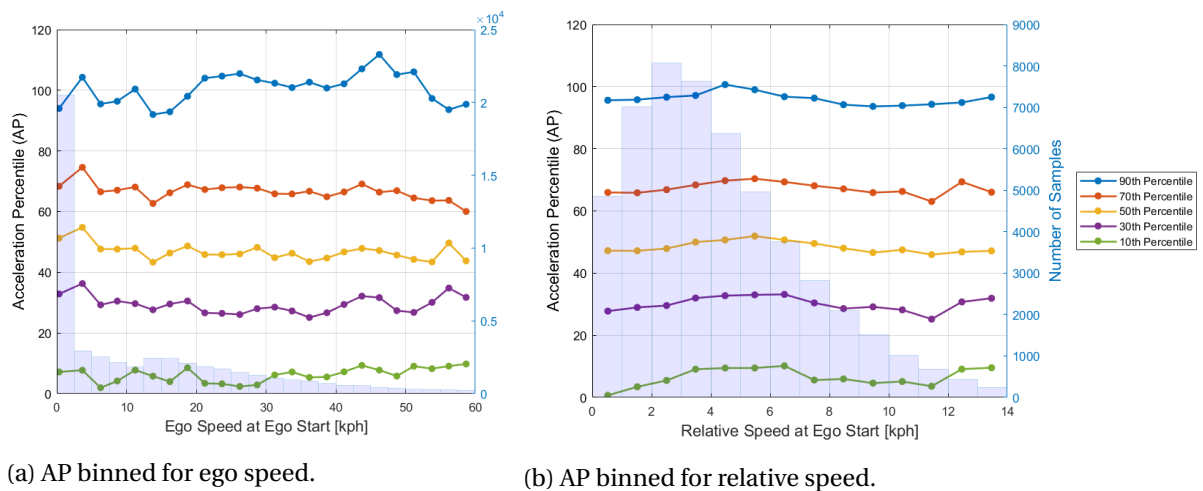 ×10⁴
120
100
80
60
40
20
0
Acceleration Percentile (AP)
2.5
2
1.5
1
0.5
0
0 10 20 30 40 50 60
Ego Speed at Ego Start [kph]
(a) AP binned for ego speed.
120
100
80
60
40
20
0
Acceleration Percentile (AP)
9000
8000
7000
6000
5000
4000
3000
2000
1000
0
Number of Samples
0 2 4 6 8 10 12 14
Relative Speed at Ego Start [kph]
(b) AP binned for relative speed.
90th Percentile
70th Percentile
50th Percentile
30th Percentile
10th Percentile